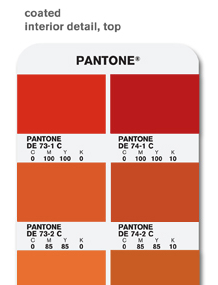 coated
interior detail, top
PANTONE®
PANTONE PANTONE
DE 73-1 C DE 74-1 C
C M Y K C M Y K
0 100 100 0 0 100 100 10
PANTONE PANTONE
DE 73-2 C DE 74-2 C
C M Y K C M Y K
0 85 85 0 0 85 85 10